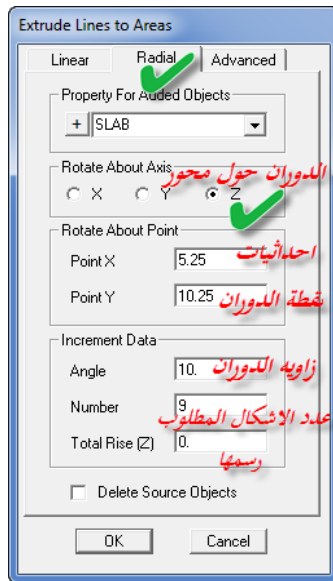 Extrude Lines to Areas
Linear Radial Advanced
Property For Added Objects
+ SLAB
Rotate About Axis الدوران حول محور
X Y Z
Rotate About Point
Point X 5.25 احداثيات
Point Y 10.25 نقطة الدوران
Increment Data
Angle 10. زاويه الدوران
Number 9 عدد الاشكال المطلوب
Total Rise (Z) 0. رسمها
Delete Source Objects
OK Cancel